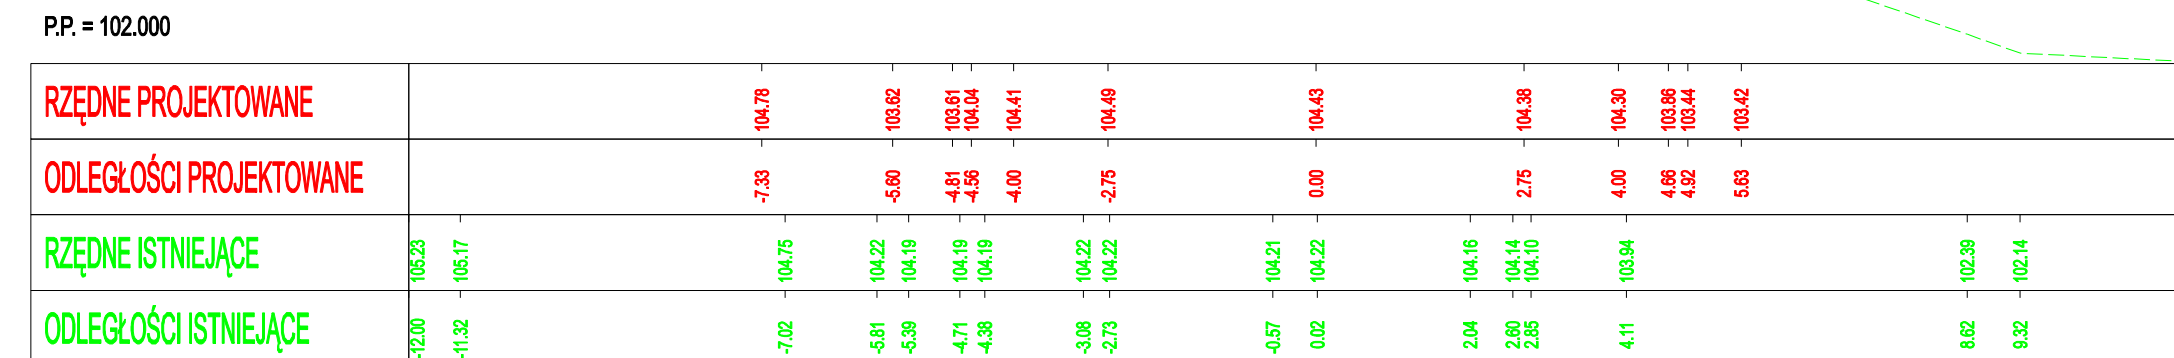 P.P. = 102.000
RZĘDNE PROJEKTOWANE 104.78 103.62 103.61 104.04 104.41 104.49 104.43 104.38 104.30 103.86 103.44 103.42
ODLEGŁOŚCI PROJEKTOWANE -7.33 -5.60 -4.81 -4.56 -4.00 -2.75 0.00 2.75 4.00 4.66 4.92 5.63
RZĘDNE ISTNIEJĄCE 105.23 105.17 104.75 104.22 104.19 104.19 104.19 104.22 104.22 104.21 104.22 104.16 104.14 104.10 103.94 102.39 102.14
ODLEGŁOŚCI ISTNIEJĄCE -12.00 -11.32 -7.02 -5.81 -5.39 -4.71 -4.38 -3.08 -2.73 -0.57 0.02 2.04 2.60 2.85 4.11 8.62 9.32